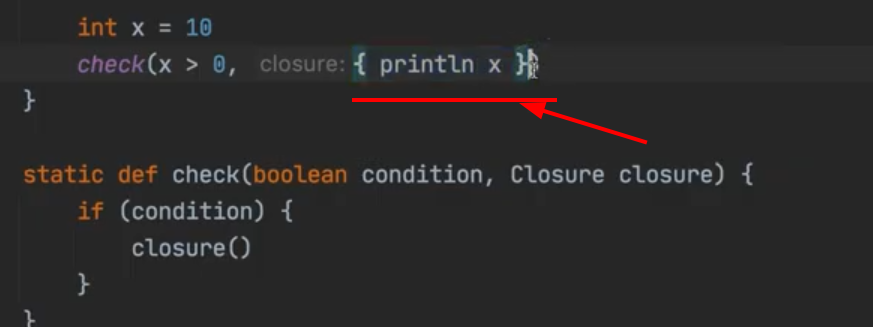 int x = 10
check(x > 0, closure: { println x })
}
static def check(boolean condition, Closure closure) {
if (condition) {
closure()
}
}